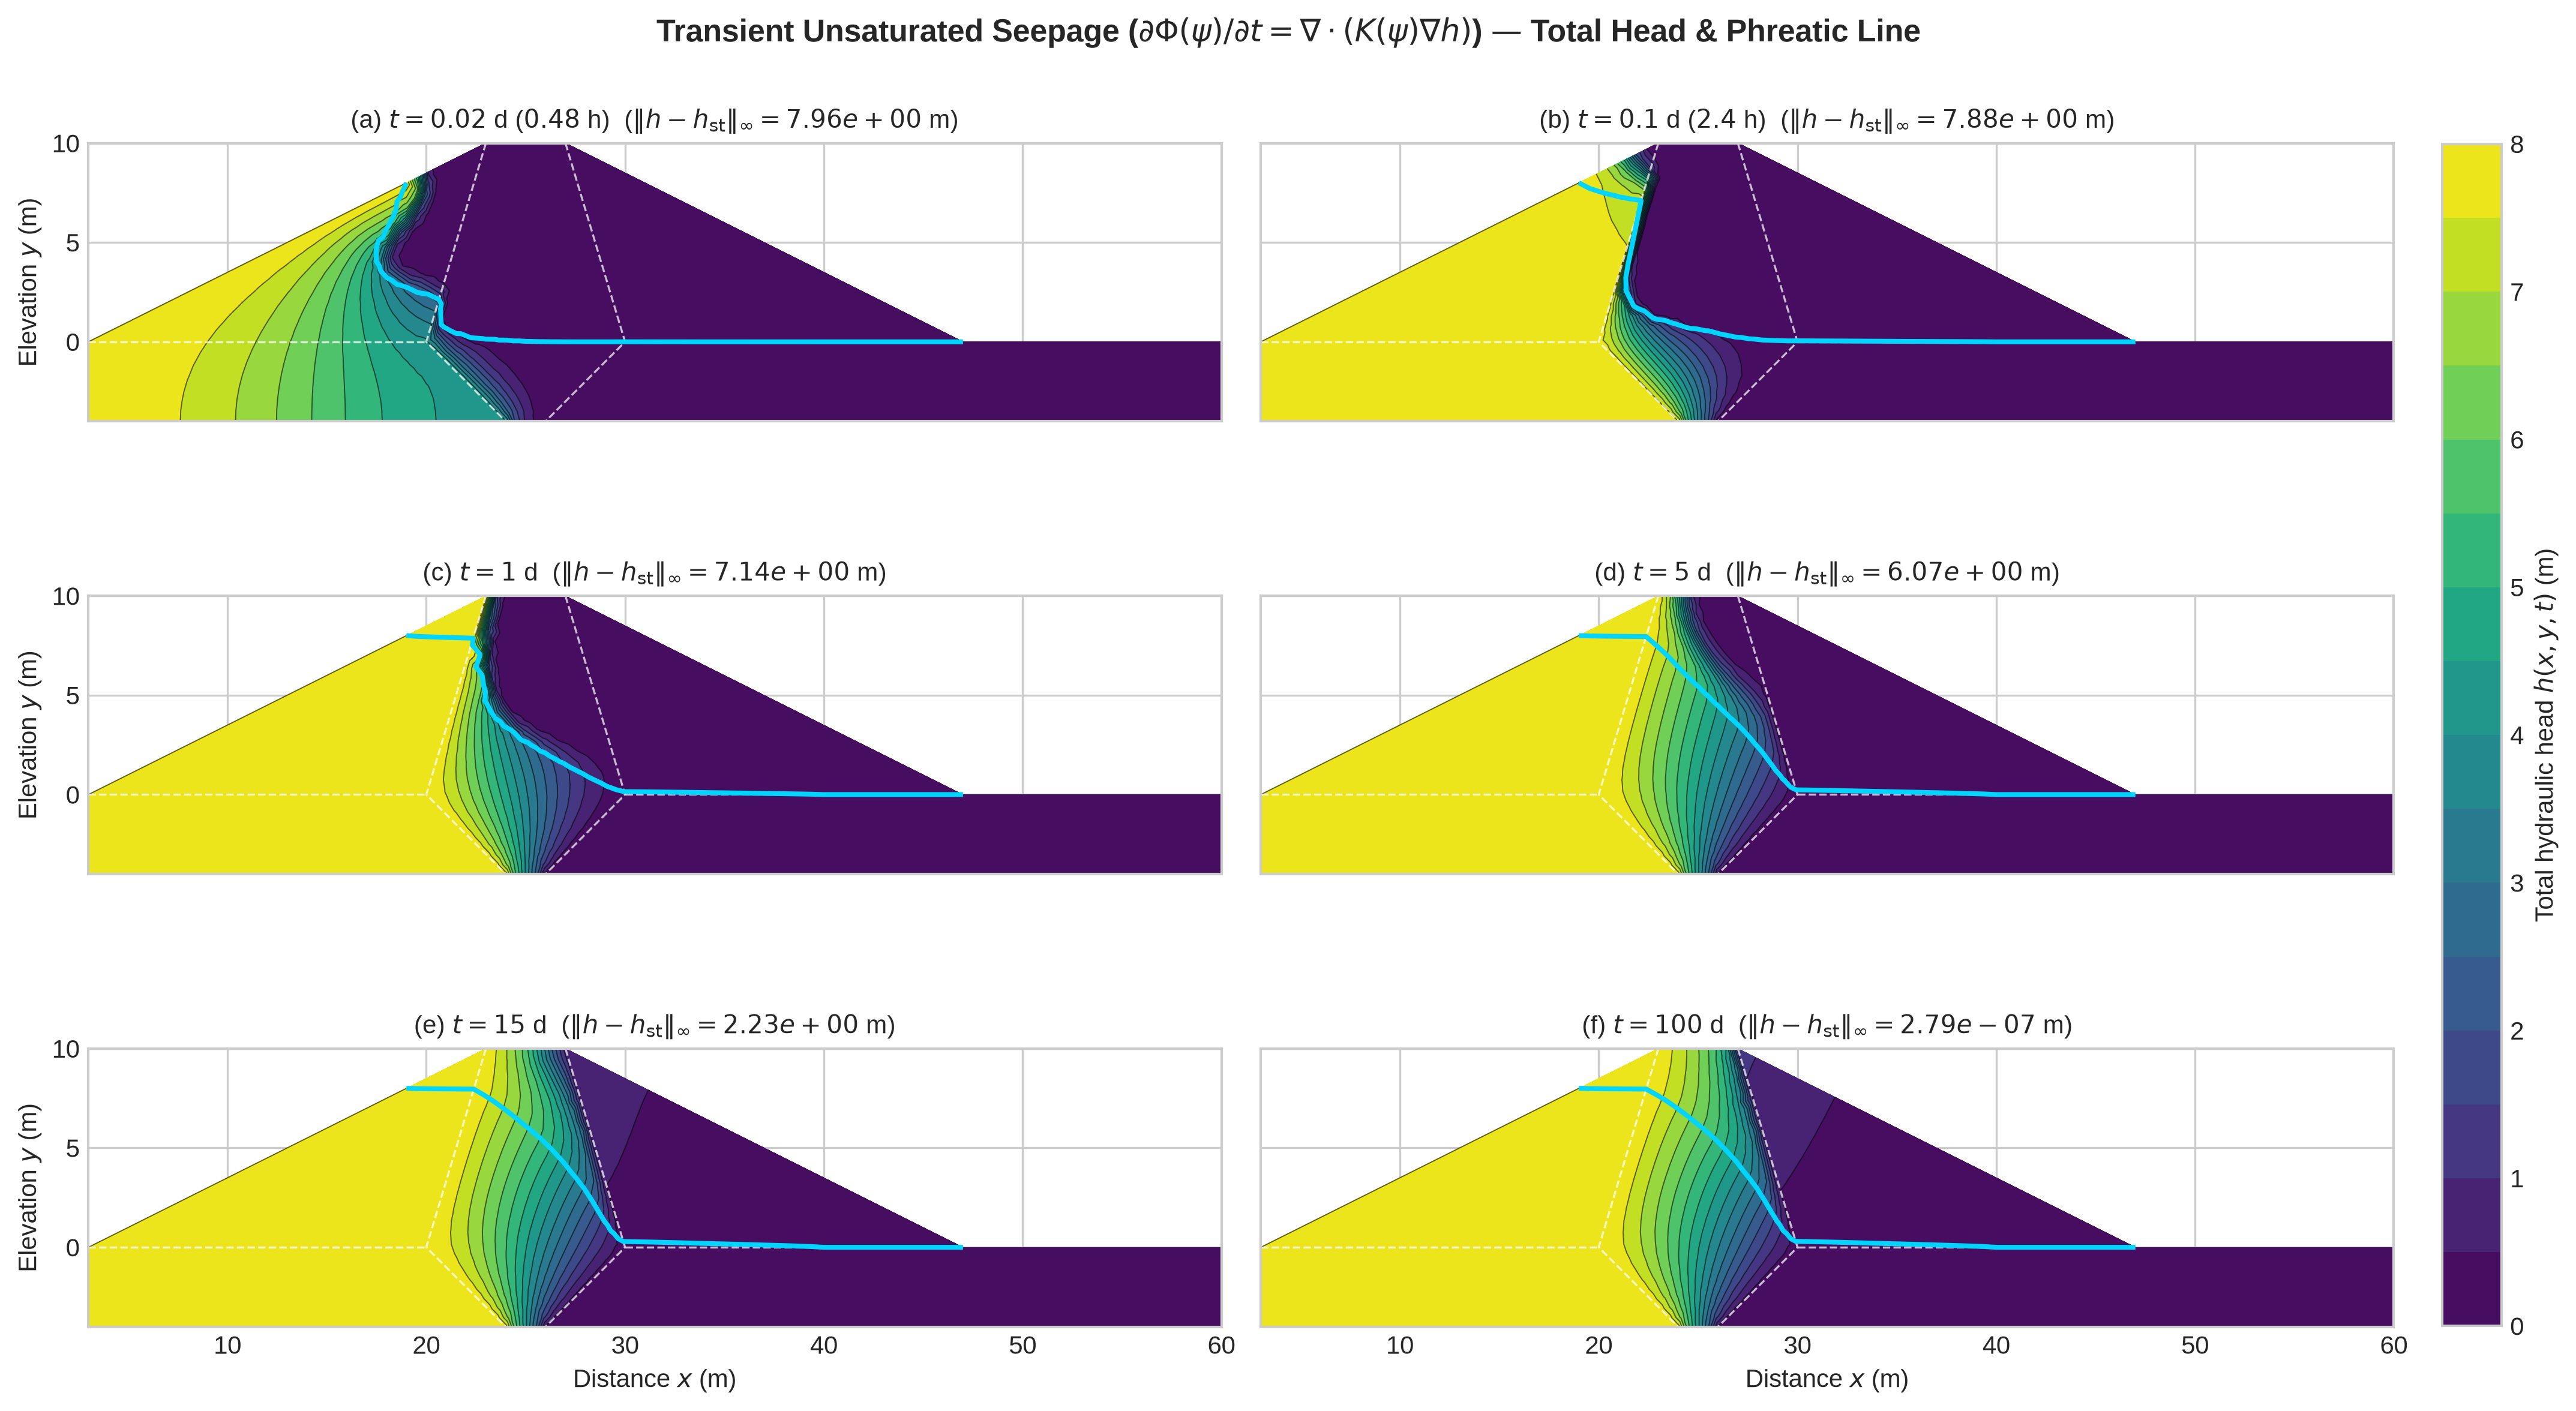 Transient Unsaturated Seepage (∂Φ(ψ)/∂t = ∇ · (K(ψ)∇h)) — Total Head & Phreatic Line
(a) t = 0.02 d (0.48 h) (‖h − h_st‖_∞ = 7.96e + 00 m)
(b) t = 0.1 d (2.4 h) (‖h − h_st‖_∞ = 7.88e + 00 m)
10
5
0
Elevation y (m)
(c) t = 1 d (‖h − h_st‖_∞ = 7.14e + 00 m)
(d) t = 5 d (‖h − h_st‖_∞ = 6.07e + 00 m)
10
5
0
Elevation y (m)
(e) t = 15 d (‖h − h_st‖_∞ = 2.23e + 00 m)
(f) t = 100 d (‖h − h_st‖_∞ = 2.79e − 07 m)
10
5
0
Elevation y (m)
10 20 30 40 50 60
Distance x (m)
10 20 30 40 50 60
Distance x (m)
8
7
6
5
4
3
2
1
0
Total hydraulic head h(x, y, t) (m)